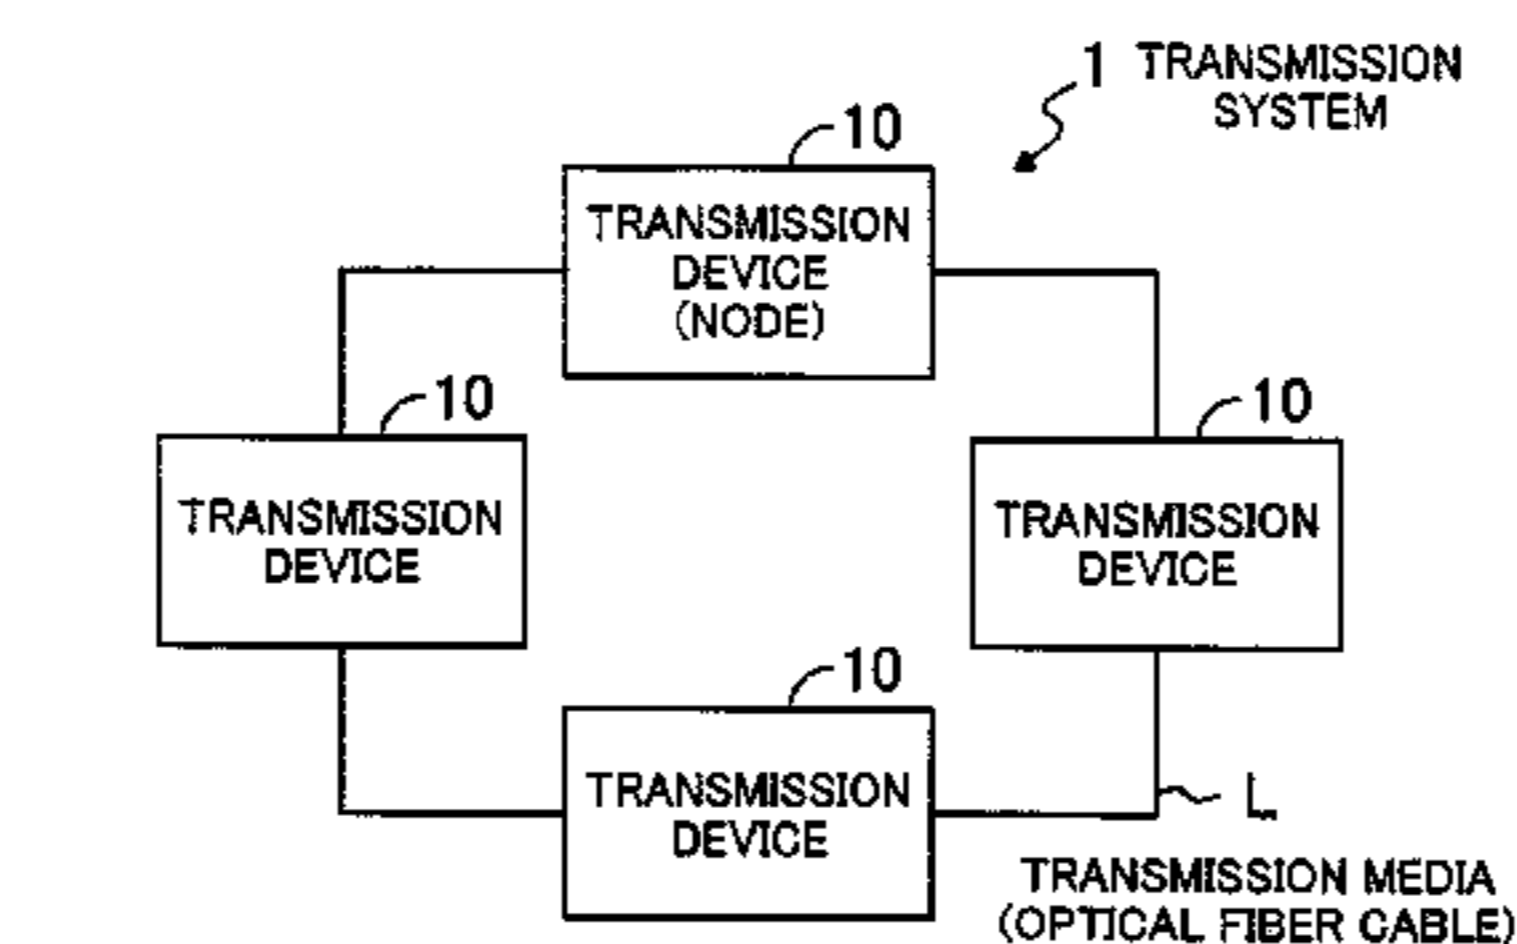 1 TRANSMISSION
SYSTEM
10
TRANSMISSION
DEVICE
(NODE)
10
TRANSMISSION
DEVICE
10
TRANSMISSION
DEVICE
10
TRANSMISSION
DEVICE
L
TRANSMISSION MEDIA
(OPTICAL FIBER CABLE)